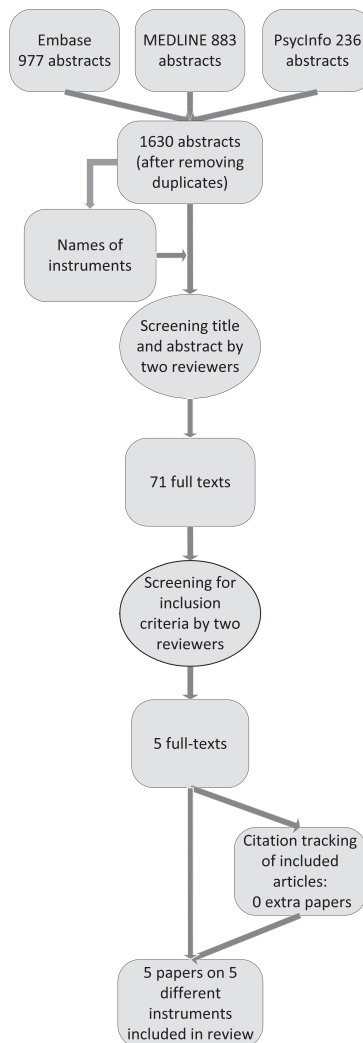 Embase
977 abstracts
MEDLINE 883
abstracts
PsycInfo 236
abstracts
1630 abstracts
(after removing
duplicates)
Names of
instruments
Screening title
and abstract by
two reviewers
71 full texts
Screening for
inclusion
criteria by two
reviewers
5 full-texts
Citation tracking
of included
articles:
0 extra papers
5 papers on 5
different
instruments
included in review